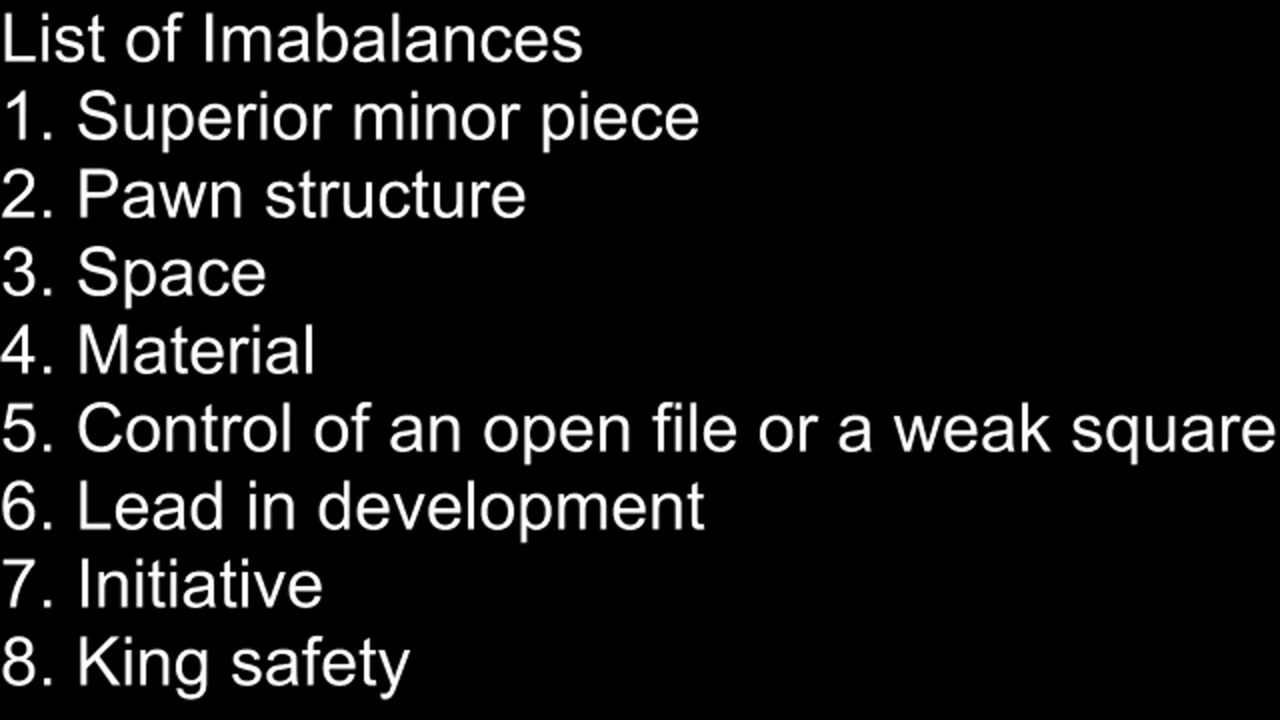 List of Imabalances
1. Superior minor piece
2. Pawn structure
3. Space
4. Material
5. Control of an open file or a weak square
6. Lead in development
7. Initiative
8. King safety